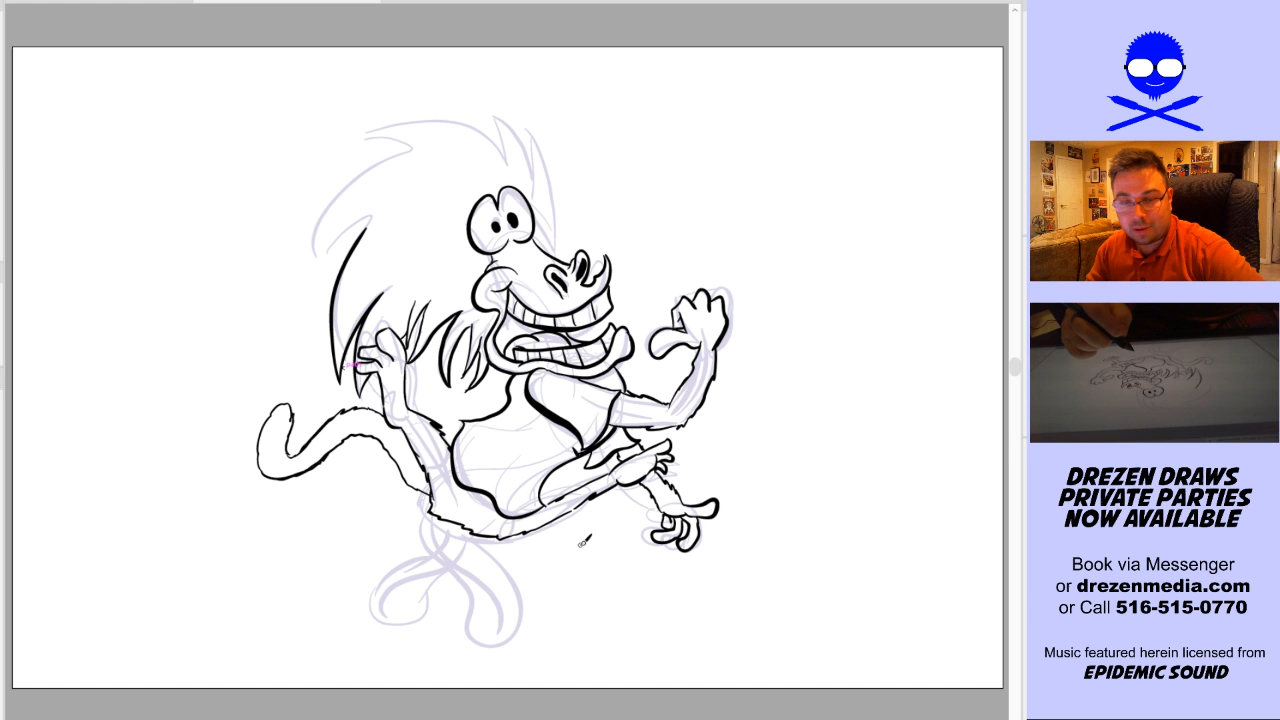 DREZEN DRAWS
PRIVATE PARTIES
NOW AVAILABLE
Book via Messenger
or drezenmedia.com
or Call 516-515-0770
Music featured herein licensed from
EPIDEMIC SOUND